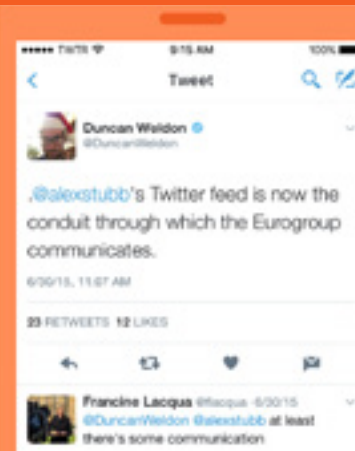 TWTR 9:15 AM 100%
Tweet
Duncan Weldon
@DuncanWeldon
.@alexstubb's Twitter feed is now the
conduit through which the Eurogroup
communicates.
6/30/15, 11:07 AM
23 RETWEETS 12 LIKES
Francine Lacqua @flacqua 6/30/15
@DuncanWeldon @alexstubb at least
there's some communication